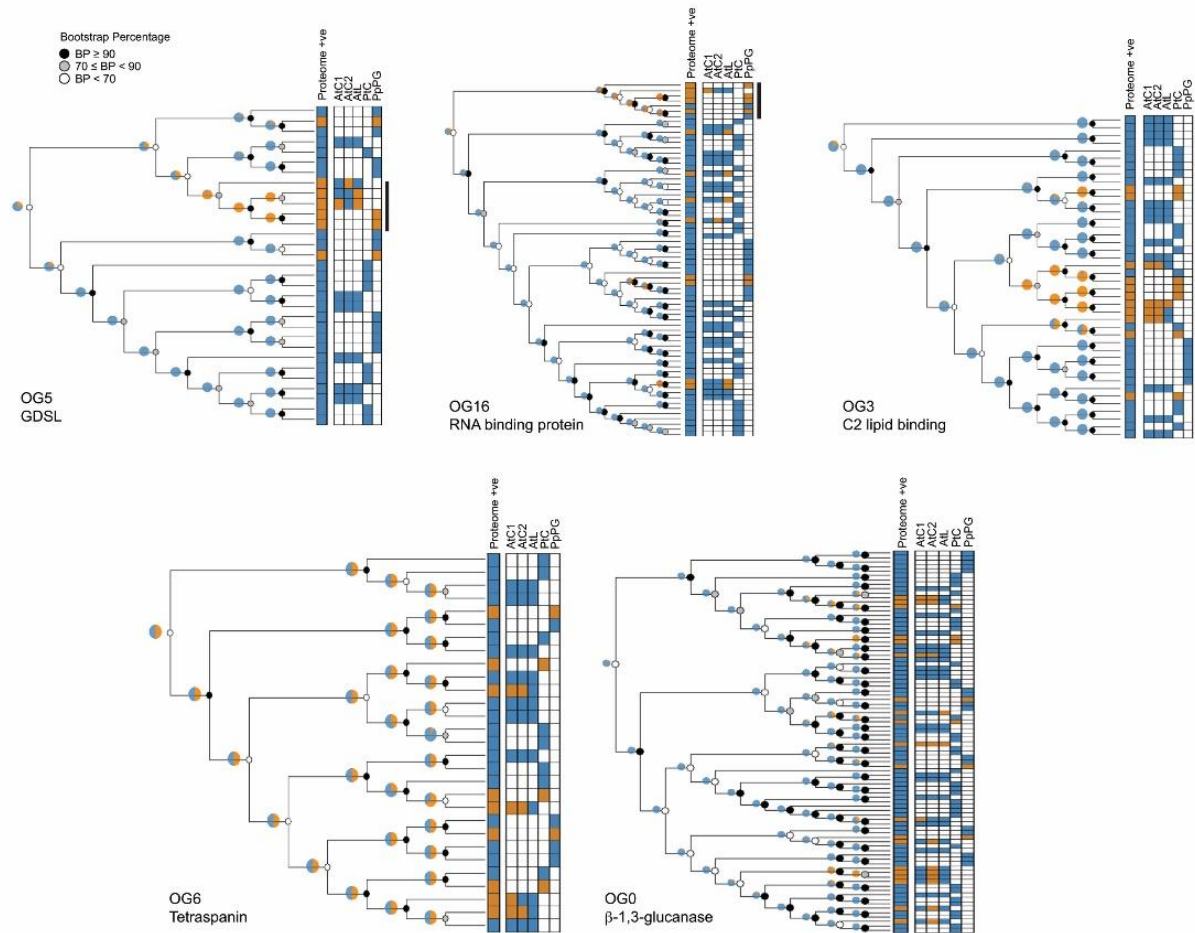 Bootstrap Percentage
BP ≥ 90
70 ≤ BP < 90
BP < 70
Proteome +ve
AtC1
AtC2
AtL
PtC
PpPG
OG5
GDSL
Proteome +ve
AtC1
AtC2
AtL
PtC
PpPG
OG16
RNA binding protein
Proteome +ve
AtC1
AtC2
AtL
PtC
PpPG
OG3
C2 lipid binding
Proteome +ve
AtC1
AtC2
AtL
PtC
PpPG
OG6
Tetraspanin
Proteome +ve
AtC1
AtC2
AtL
PtC
PpPG
OG0
β-1,3-glucanase